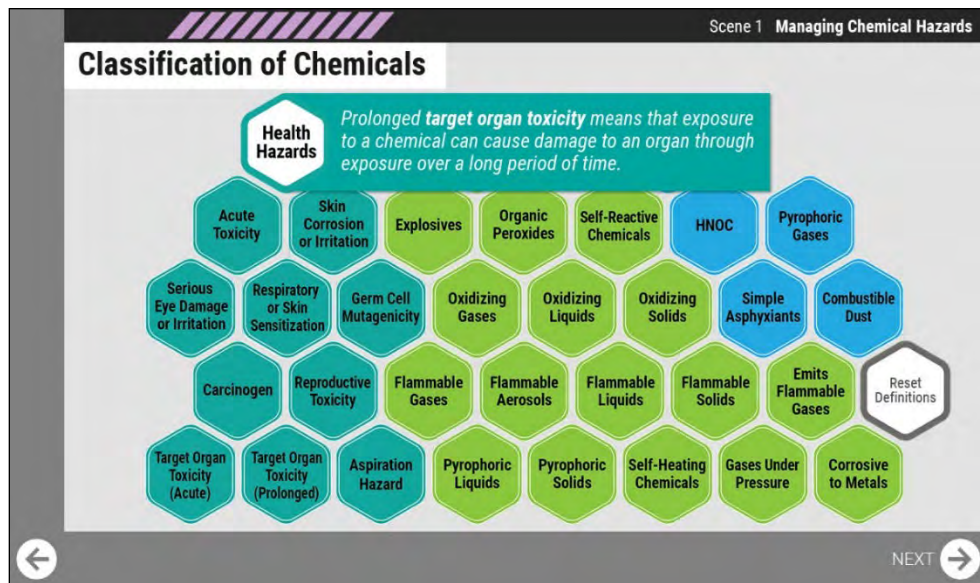 Scene 1 Managing Chemical Hazards
Classification of Chemicals
Health
Hazards
Prolonged target organ toxicity means that exposure
to a chemical can cause damage to an organ through
exposure over a long period of time.
Acute
Toxicity
Skin
Corrosion
or Irritation
Explosives
Organic
Peroxides
Self-Reactive
Chemicals
HNOC
Pyrophoric
Gases
Serious
Eye Damage
or Irritation
Respiratory
or Skin
Sensitization
Germ Cell
Mutagenicity
Oxidizing
Gases
Oxidizing
Liquids
Oxidizing
Solids
Simple
Asphyxiants
Combustible
Dust
Carcinogen
Reproductive
Toxicity
Flammable
Gases
Flammable
Aerosols
Flammable
Liquids
Flammable
Solids
Emits
Flammable
Gases
Reset
Definitions
Target Organ
Toxicity
(Acute)
Target Organ
Toxicity
(Prolonged)
Aspiration
Hazard
Pyrophoric
Liquids
Pyrophoric
Solids
Self-Heating
Chemicals
Gases Under
Pressure
Corrosive
to Metals
NEXT